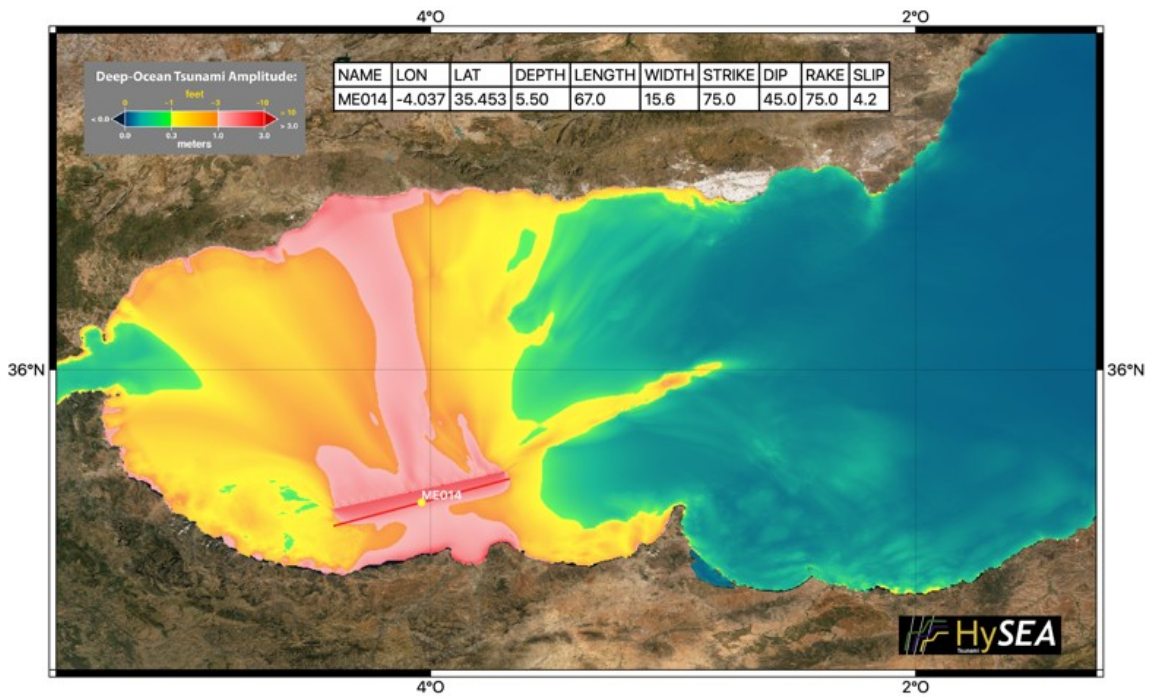 4°O 2°O
Deep-Ocean Tsunami Amplitude:
feet
0 ~1 ~3 ~10
< 0.0 > 10
> 3.0
0.0 0.3 1.0 3.0
meters
NAME LON LAT DEPTH LENGTH WIDTH STRIKE DIP RAKE SLIP
ME014 -4.037 35.453 5.50 67.0 15.6 75.0 45.0 75.0 4.2
36°N 36°N
ME014
HySEA
Tsunami
4°O 2°O